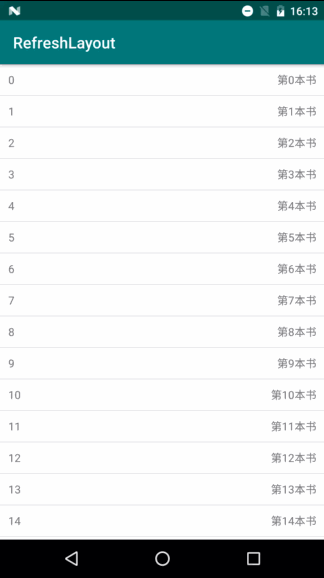 16:13
RefreshLayout
0 第0本书
1 第1本书
2 第2本书
3 第3本书
4 第4本书
5 第5本书
6 第6本书
7 第7本书
8 第8本书
9 第9本书
10 第10本书
11 第11本书
12 第12本书
13 第13本书
14 第14本书